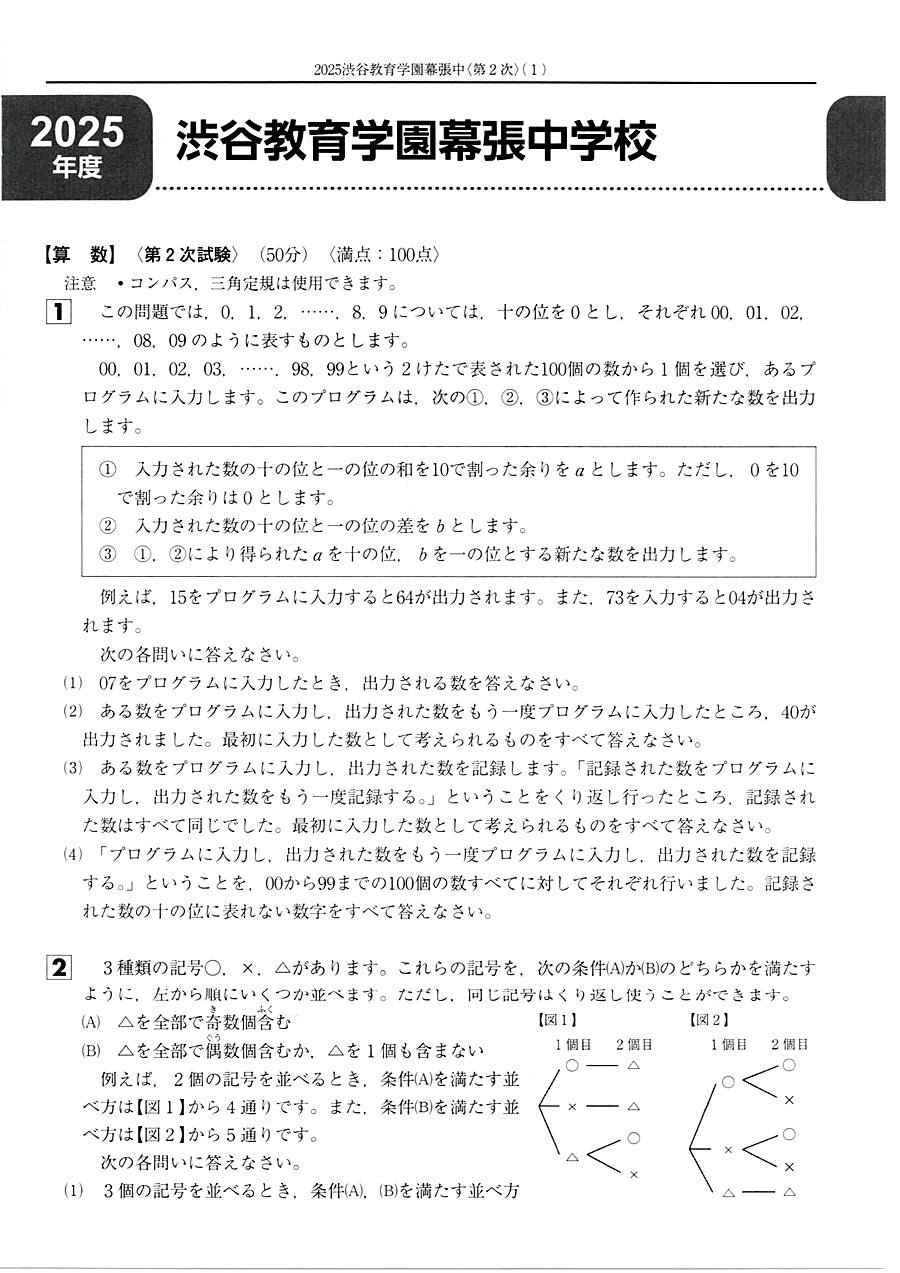 2025渋谷教育学園幕張中〈第2次〉(1)
2025
年度
渋谷教育学園幕張中学校
【算　数】〈第2次試験〉(50分)〈満点：100点〉
注意　・コンパス，三角定規は使用できます。
1　この問題では，0，1，2，……，8，9については，十の位を0とし，それぞれ00，01，02，
……，08，09のように表すものとします。
00，01，02，03，……，98，99という2けたで表された100個の数から1個を選び，あるプ
ログラムに入力します。このプログラムは，次の①，②，③によって作られた新たな数を出力
します。
①　入力された数の十の位と一の位の和を10で割った余りをaとします。ただし，0を10
で割った余りは0とします。
②　入力された数の十の位と一の位の差をbとします。
③　①，②により得られたaを十の位，bを一の位とする新たな数を出力します。
例えば，15をプログラムに入力すると64が出力されます。また，73を入力すると04が出力さ
れます。
次の各問いに答えなさい。
(1)　07をプログラムに入力したとき，出力される数を答えなさい。
(2)　ある数をプログラムに入力し，出力された数をもう一度プログラムに入力したところ，40が
出力されました。最初に入力した数として考えられるものをすべて答えなさい。
(3)　ある数をプログラムに入力し，出力された数を記録します。「記録された数をプログラムに
入力し，出力された数をもう一度記録する。」ということをくり返し行ったところ，記録され
た数はすべて同じでした。最初に入力した数として考えられるものをすべて答えなさい。
(4)　「プログラムに入力し，出力された数をもう一度プログラムに入力し，出力された数を記録
する。」ということを，00から99までの100個の数すべてに対してそれぞれ行いました。記録さ
れた数の十の位に表れない数字をすべて答えなさい。
2　3種類の記号○，×，△があります。これらの記号を，次の条件(A)か(B)のどちらかを満たす
ように，左から順にいくつか並べます。ただし，同じ記号はくり返し使うことができます。
き　ふく
(A)　△を全部で奇数個含む
ぐう
(B)　△を全部で偶数個含むか，△を1個も含まない
例えば，2個の記号を並べるとき，条件(A)を満たす並
べ方は【図1】から4通りです。また，条件(B)を満たす並
べ方は【図2】から5通りです。
次の各問いに答えなさい。
(1)　3個の記号を並べるとき，条件(A)，(B)を満たす並べ方
【図1】
1個目　2個目
○　△
×　△
△　○
×
【図2】
1個目　2個目
○　○
×
×　○
×
△　△